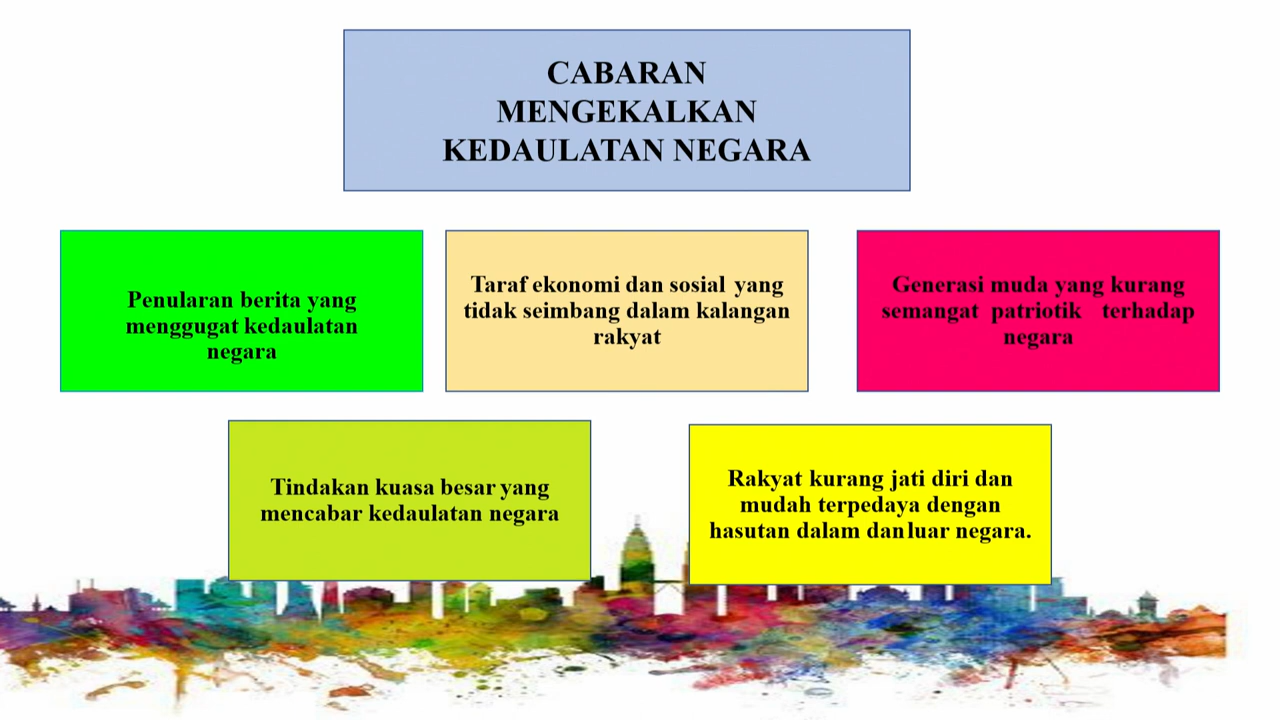 CABARAN
MENGEKALKAN
KEDAULATAN NEGARA
Penularan berita yang
menggugat kedaulatan
negara
Taraf ekonomi dan sosial yang
tidak seimbang dalam kalangan
rakyat
Generasi muda yang kurang
semangat patriotik terhadap
negara
Tindakan kuasa besar yang
mencabar kedaulatan negara
Rakyat kurang jati diri dan
mudah terpedaya dengan
hasutan dalam dan luar negara.